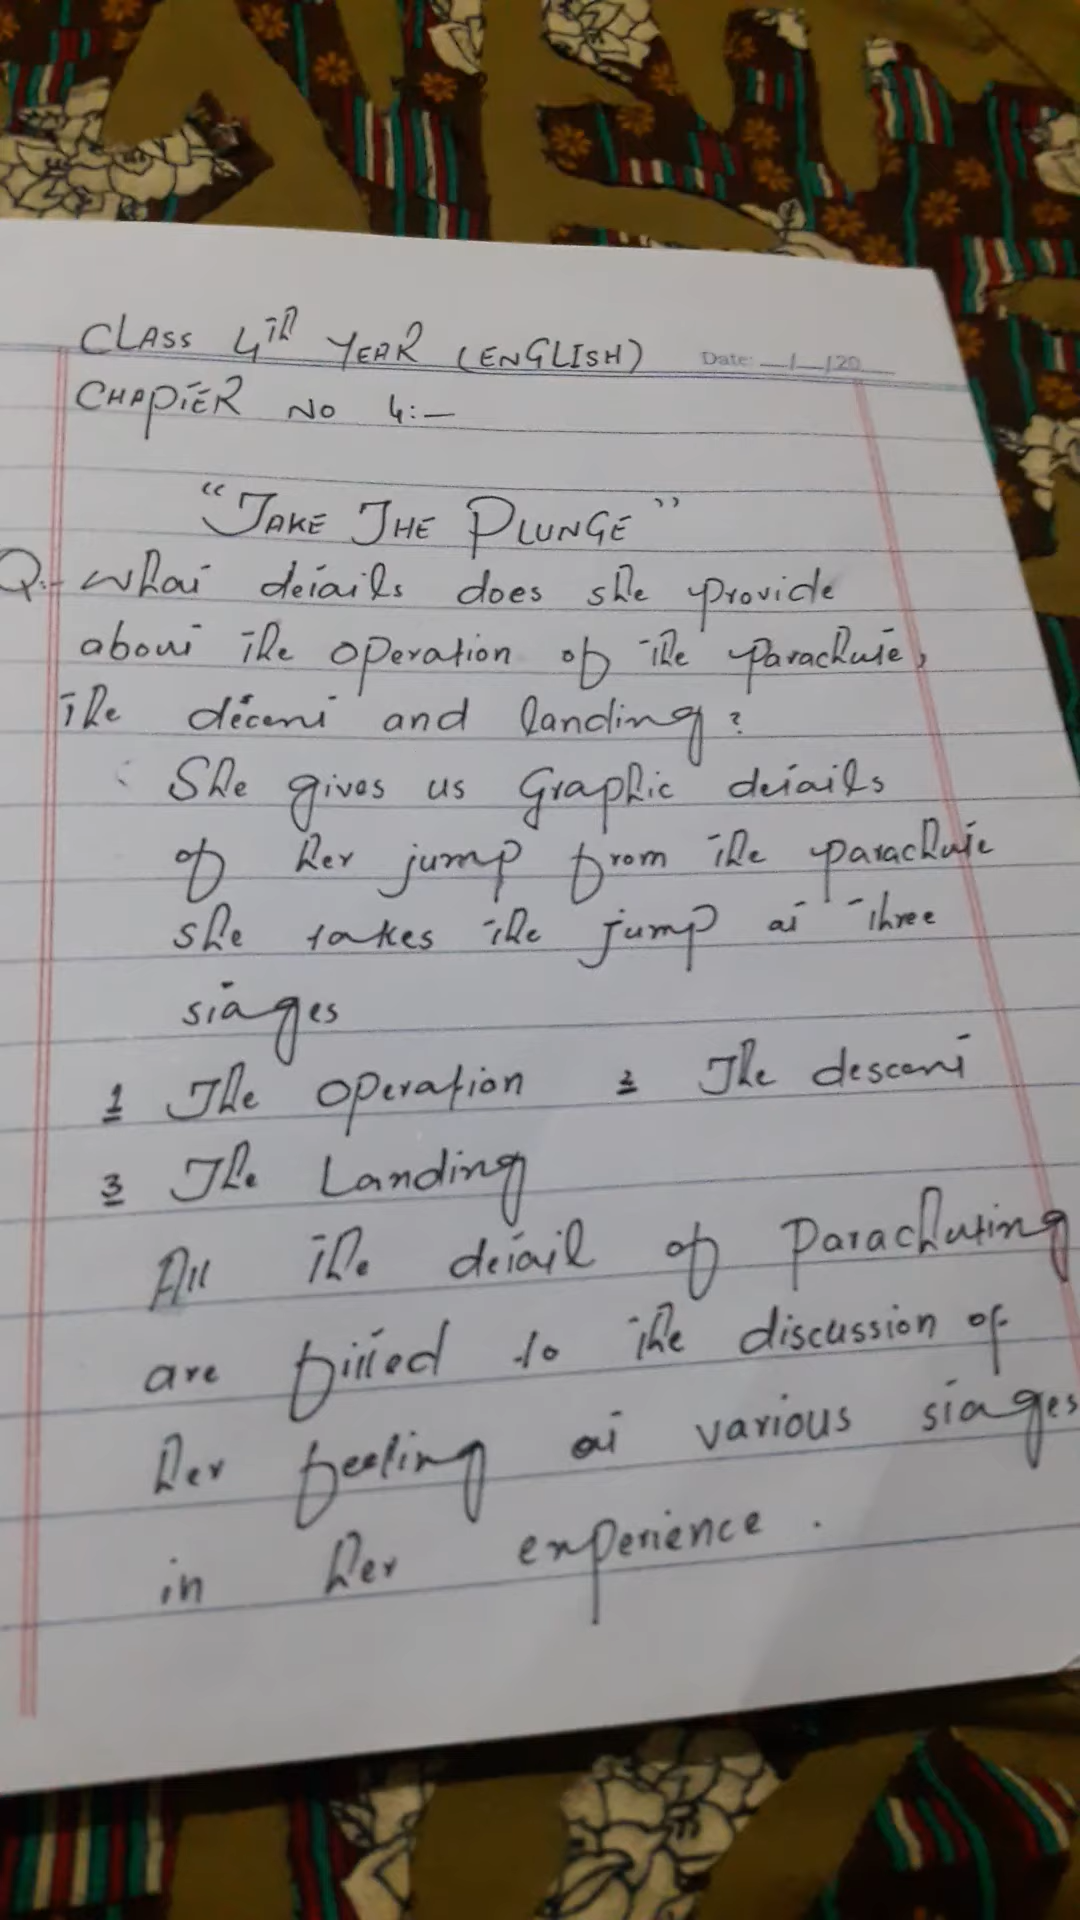 CLASS 4th YEAR (ENGLISH) Date: __/__/20__
CHAPTER NO 4:—
"TAKE THE PLUNGE"
Q:- What details does she provide
about the operation of the parachute,
the decent and landing?
She gives us Graphic details
of her jump from the parachute
she takes the jump at three
stages
1 The operation 2 The descent
3 The Landing
All the detail of Parachuting
are fitted to the discussion of
her feeling at various stages
in her experience.